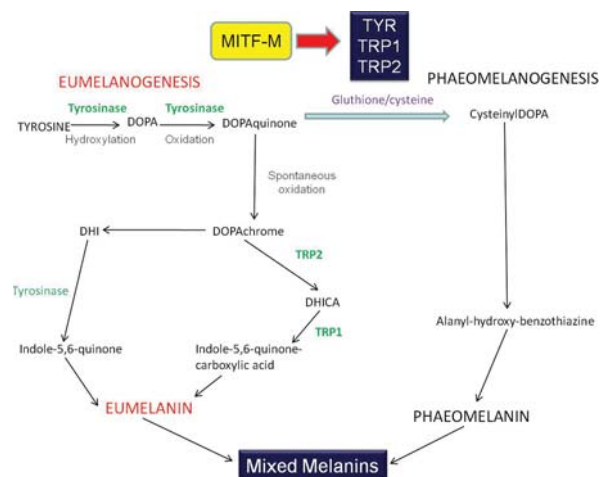 MITF-M
TYR
TRP1
TRP2
EUMELANOGENESIS
PHAEOMELANOGENESIS
Tyrosinase
Tyrosinase
Gluthione/cysteine
TYROSINE
DOPA
DOPAquinone
CysteinylDOPA
Hydroxylation
Oxidation
Spontaneous
oxidation
DHI
DOPAchrome
TRP2
Tyrosinase
DHICA
TRP1
Alanyl-hydroxy-benzothiazine
Indole-5,6-quinone
Indole-5,6-quinone-
carboxylic acid
EUMELANIN
PHAEOMELANIN
Mixed Melanins